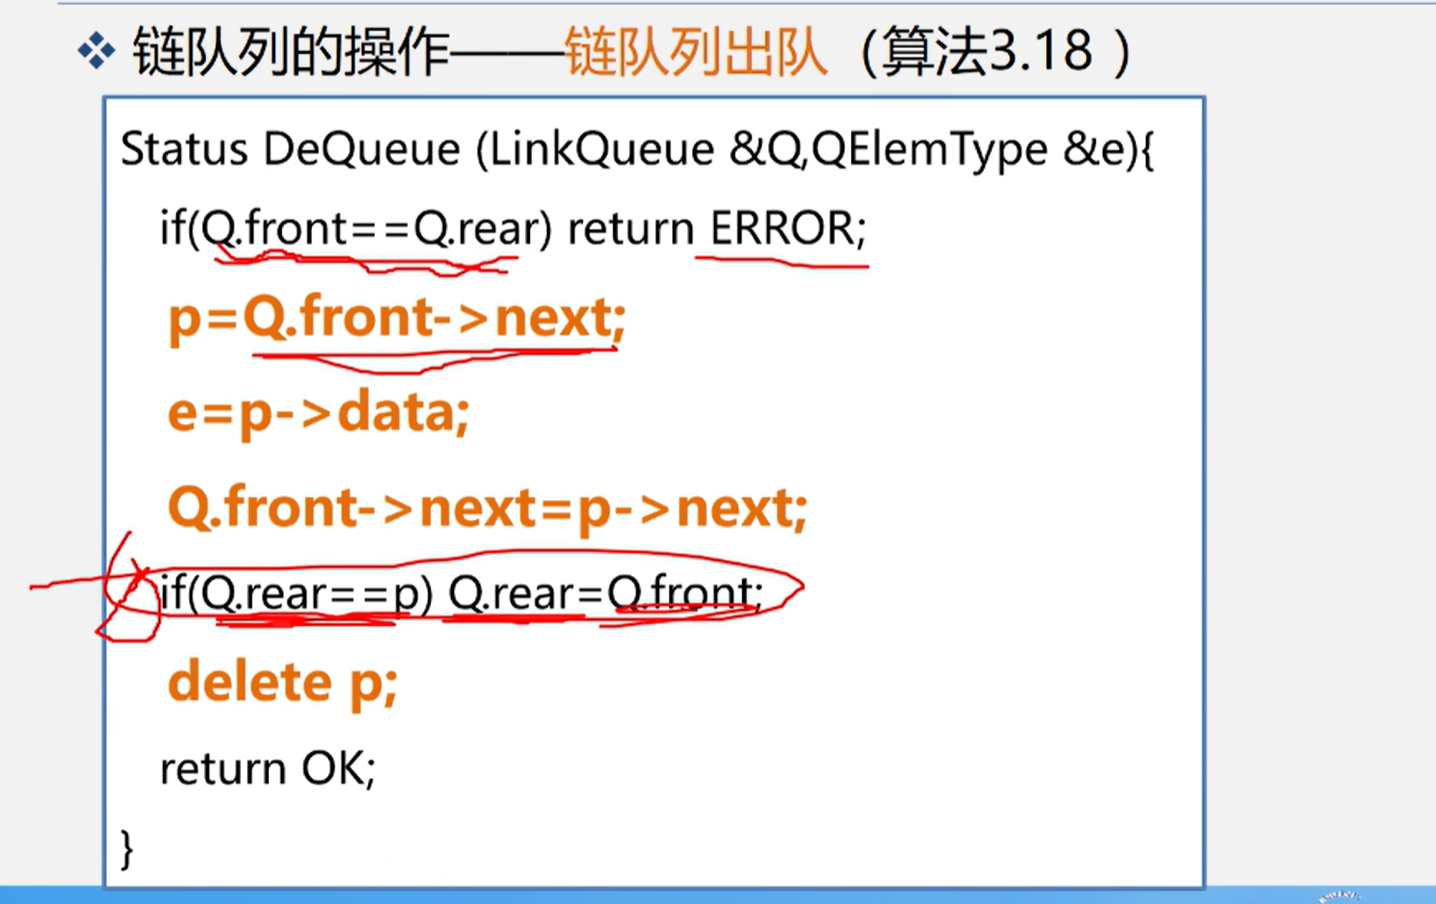 链队列的操作——链队列出队（算法3.18 ）
Status DeQueue (LinkQueue &Q,QElemType &e){
if(Q.front==Q.rear) return ERROR;
p=Q.front->next;
e=p->data;
Q.front->next=p->next;
if(Q.rear==p) Q.rear=Q.front;
delete p;
return OK;
}